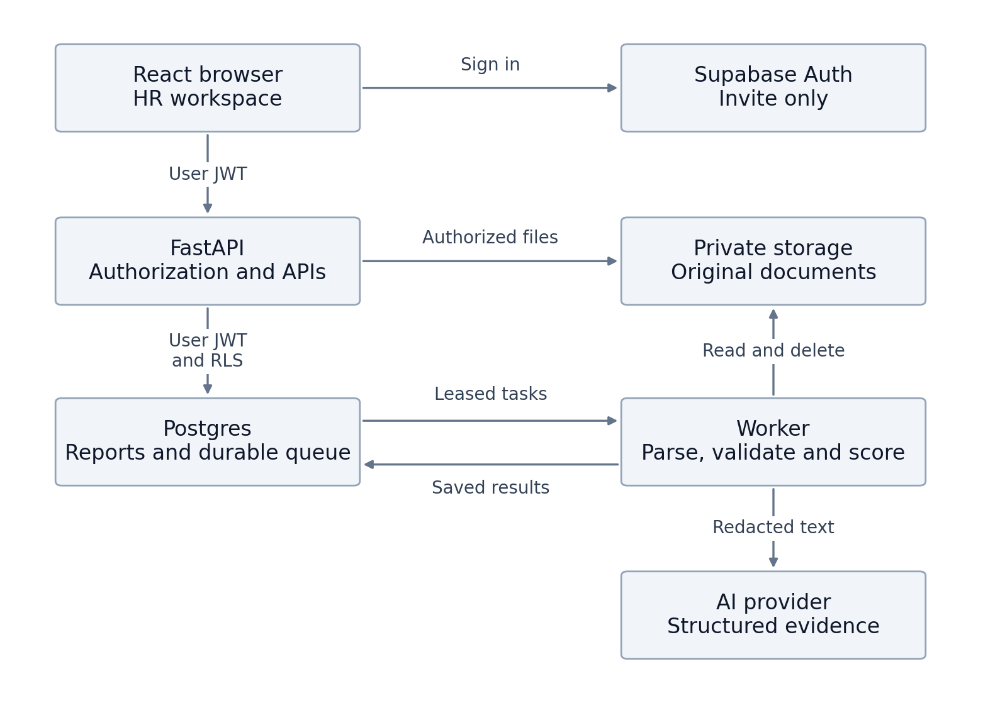 React browser
HR workspace
Sign in
Supabase Auth
Invite only
User JWT
FastAPI
Authorization and APIs
Authorized files
Private storage
Original documents
User JWT
and RLS
Read and delete
Postgres
Reports and durable queue
Leased tasks
Saved results
Worker
Parse, validate and score
Redacted text
AI provider
Structured evidence